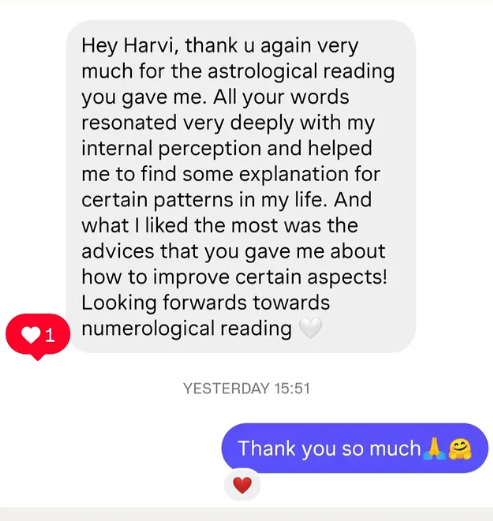 Hey Harvi, thank u again very
much for the astrological reading
you gave me. All your words
resonated very deeply with my
internal perception and helped
me to find some explanation for
certain patterns in my life. And
what I liked the most was the
advices that you gave me about
how to improve certain aspects!
Looking forwards towards
numerological reading 🤍
1
YESTERDAY 15:51
Thank you so much🙏🤗